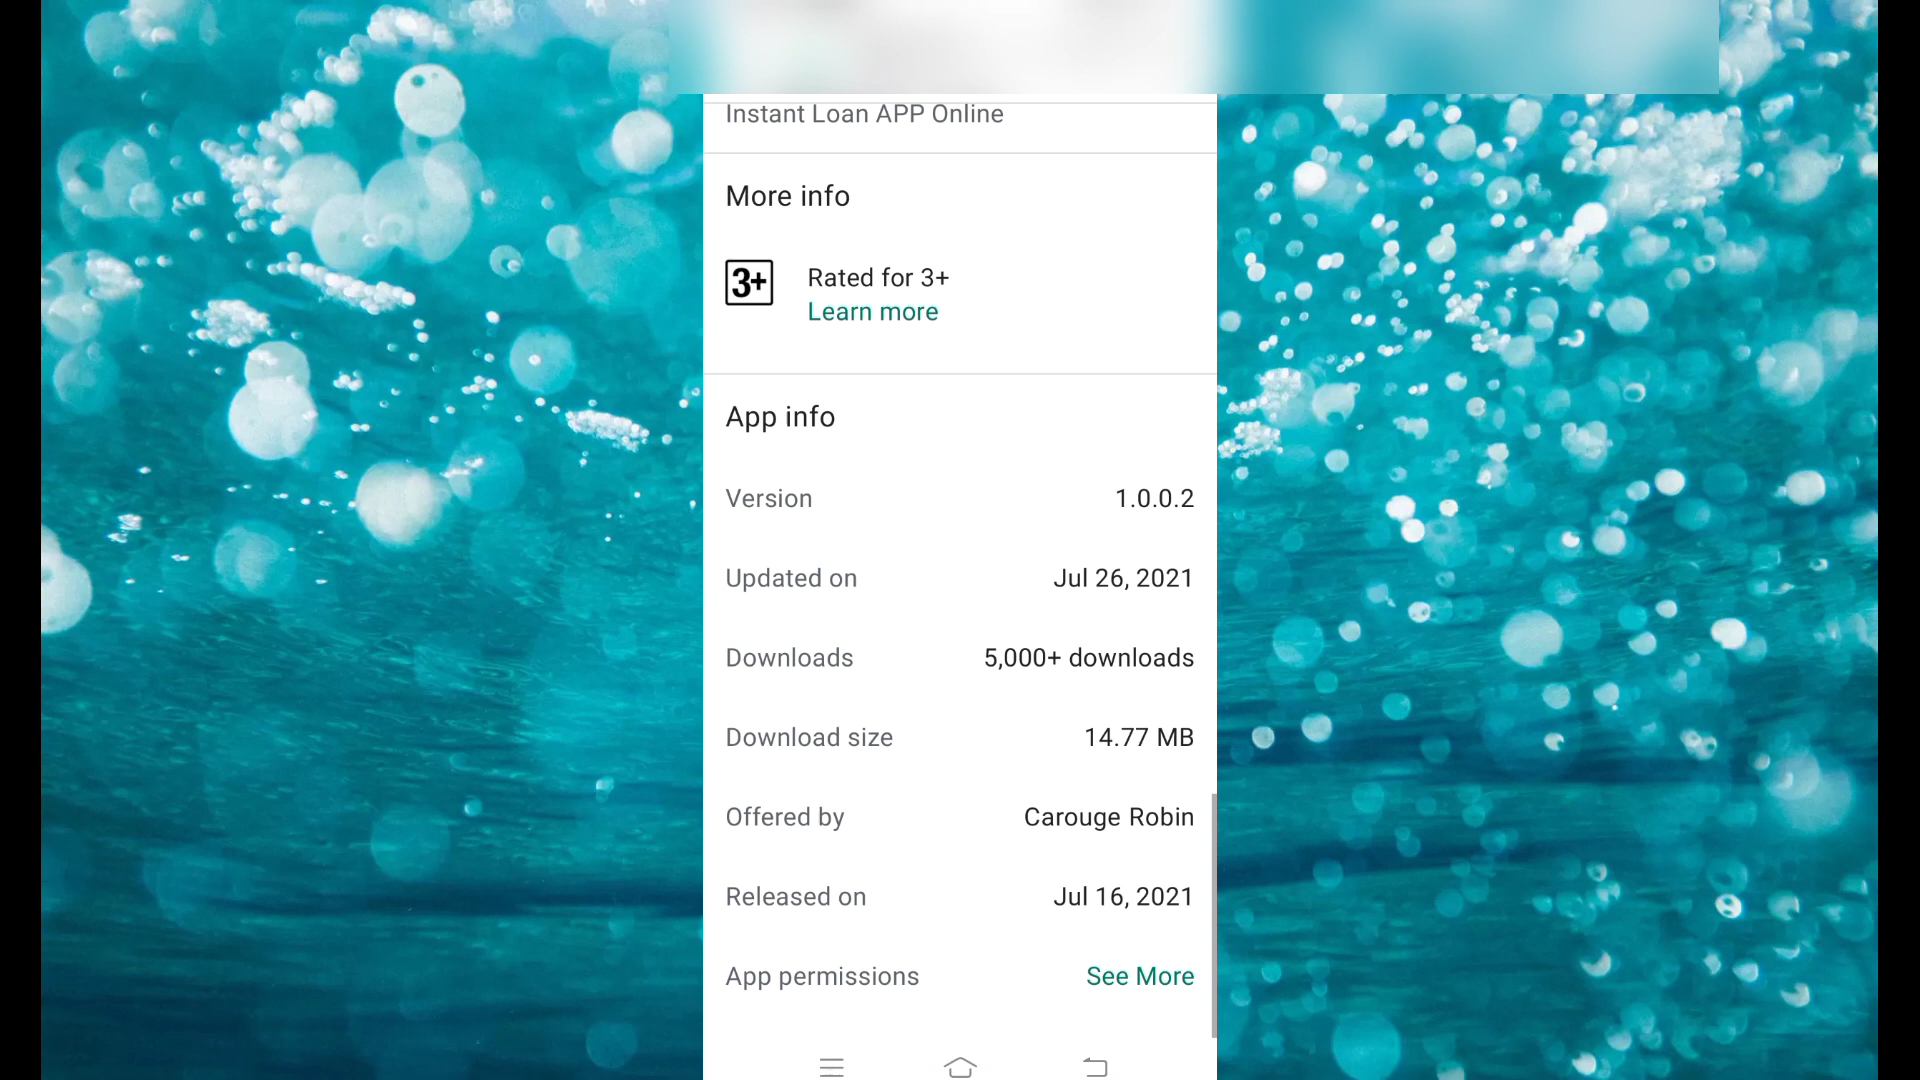 Instant Loan APP Online
More info
3+
Rated for 3+
Learn more
App info
Version 1.0.0.2
Updated on Jul 26, 2021
Downloads 5,000+ downloads
Download size 14.77 MB
Offered by Carouge Robin
Released on Jul 16, 2021
App permissions See More